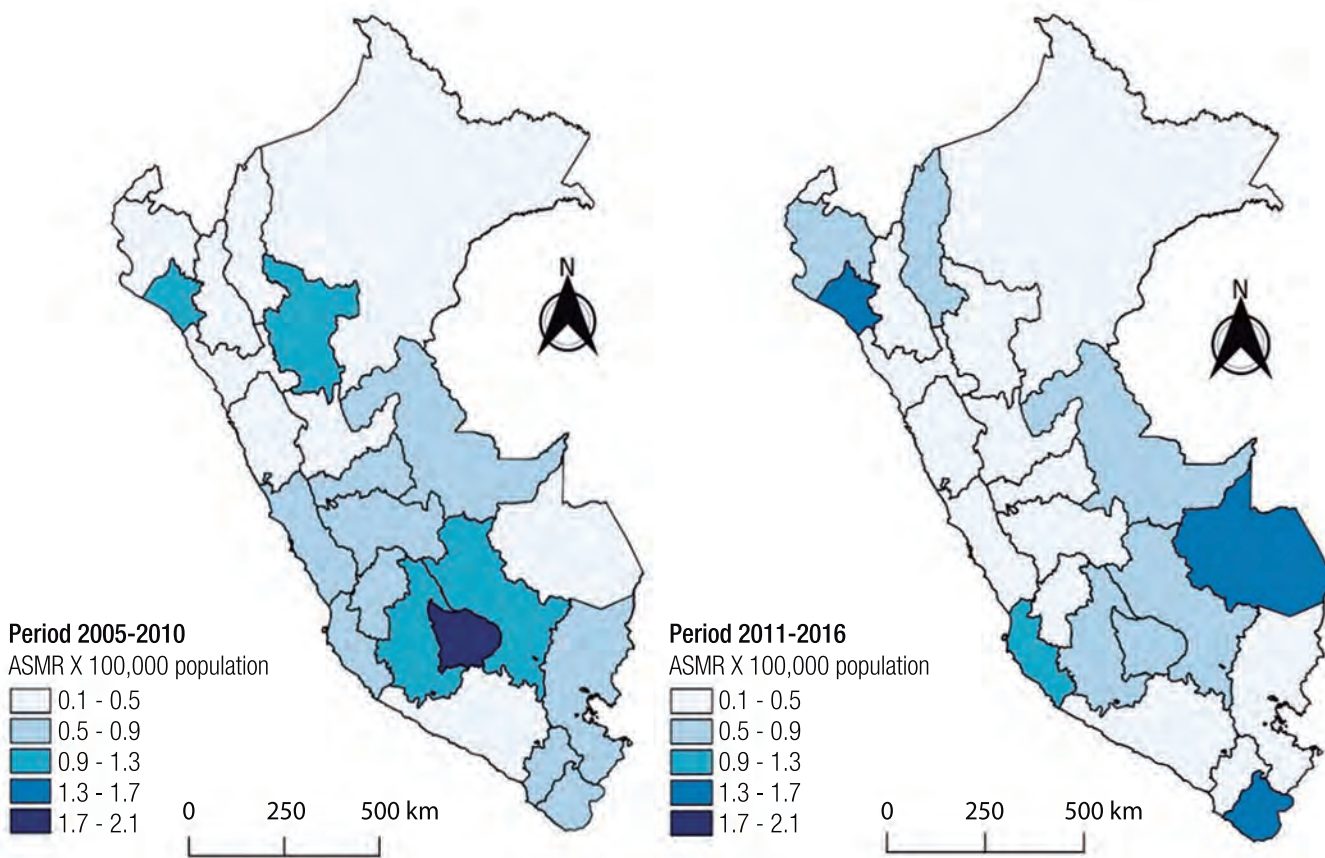 N
Period 2005-2010
ASMR X 100,000 population
0.1 - 0.5
0.5 - 0.9
0.9 - 1.3
1.3 - 1.7
1.7 - 2.1
0 250 500 km
N
Period 2011-2016
ASMR X 100,000 population
0.1 - 0.5
0.5 - 0.9
0.9 - 1.3
1.3 - 1.7
1.7 - 2.1
0 250 500 km